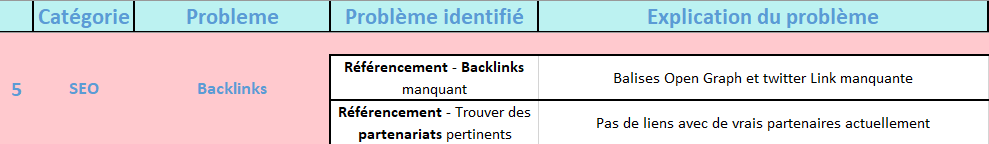 Catégorie Probleme Problème identifié Explication du problème
5 SEO Backlinks
Référencement - Backlinks
manquant
Balises Open Graph et twitter Link manquante
Référencement - Trouver des
partenariats pertinents
Pas de liens avec de vrais partenaires actuellement